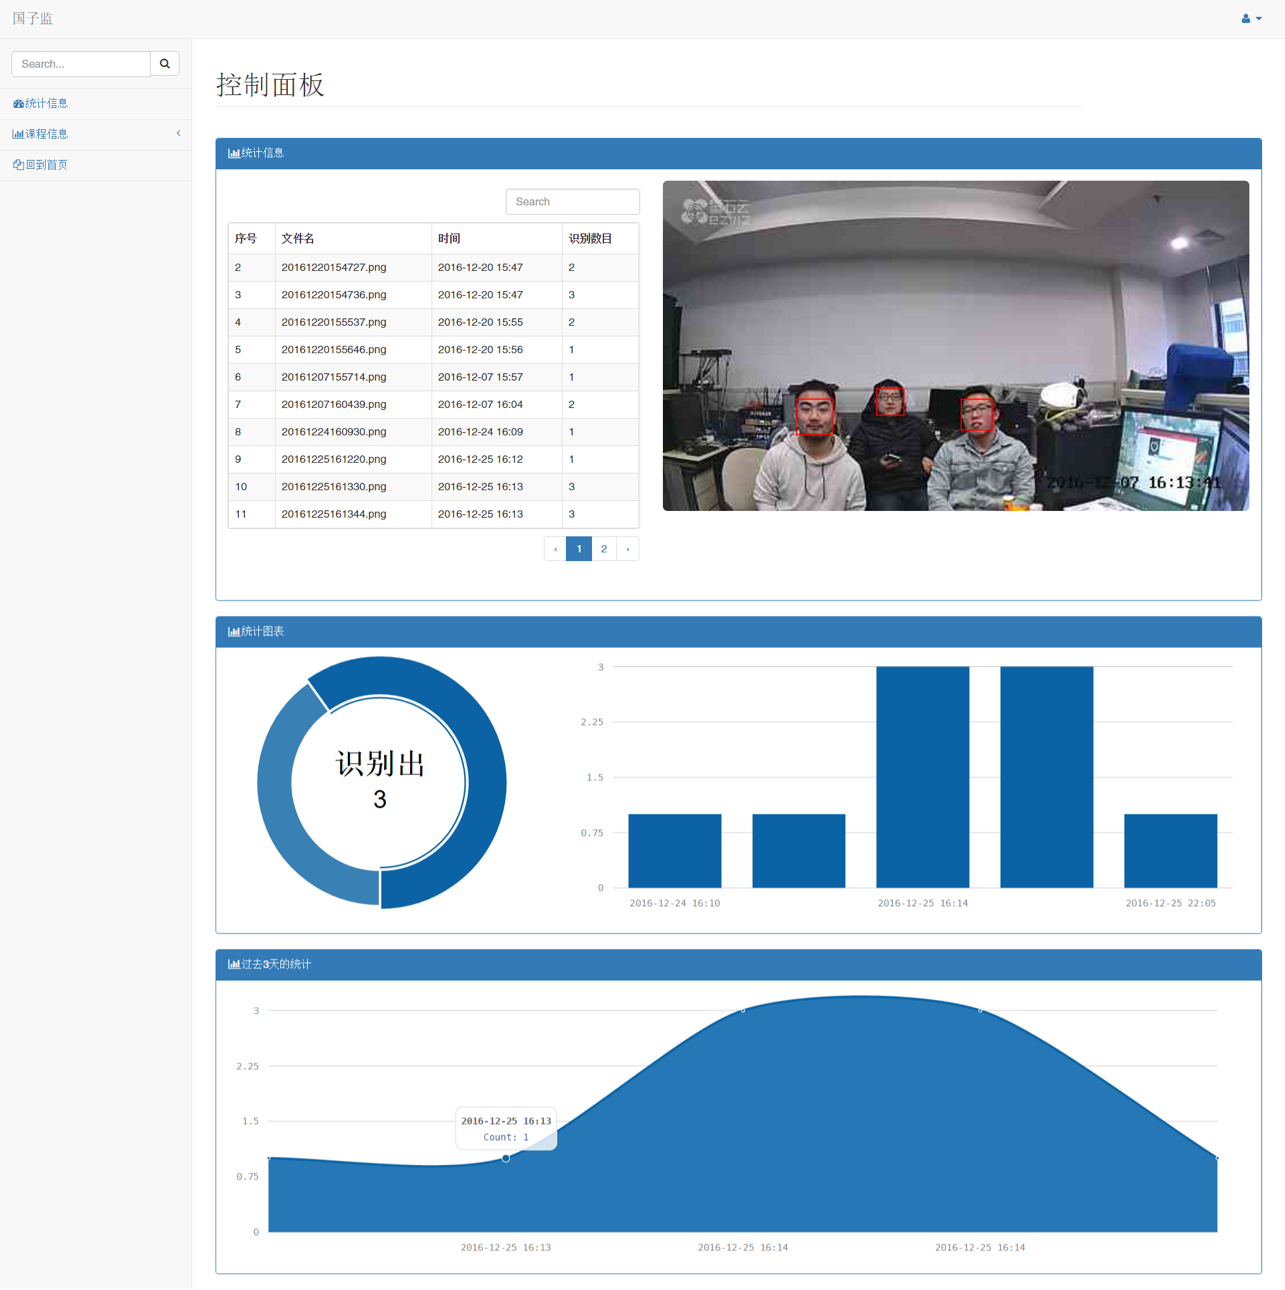 国子监
Search...
统计信息
课程信息
回到首页
控制面板
统计信息
Search
序号 文件名 时间 识别数目
2 20161220154727.png 2016-12-20 15:47 2
3 20161220154736.png 2016-12-20 15:47 3
4 20161220155537.png 2016-12-20 15:55 2
5 20161220155646.png 2016-12-20 15:56 1
6 20161207155714.png 2016-12-07 15:57 1
7 20161207160439.png 2016-12-07 16:04 2
8 20161224160930.png 2016-12-24 16:09 1
9 20161225161220.png 2016-12-25 16:12 1
10 20161225161330.png 2016-12-25 16:13 3
11 20161225161344.png 2016-12-25 16:13 3
‹ 1 2 ›
2016-12-07 16:13:41
统计图表
识别出
3
3
2.25
1.5
0.75
0
2016-12-24 16:10 2016-12-25 16:14 2016-12-25 22:05
过去3天的统计
3
2.25
1.5
0.75
0
2016-12-25 16:13
Count: 1
2016-12-25 16:13 2016-12-25 16:14 2016-12-25 16:14